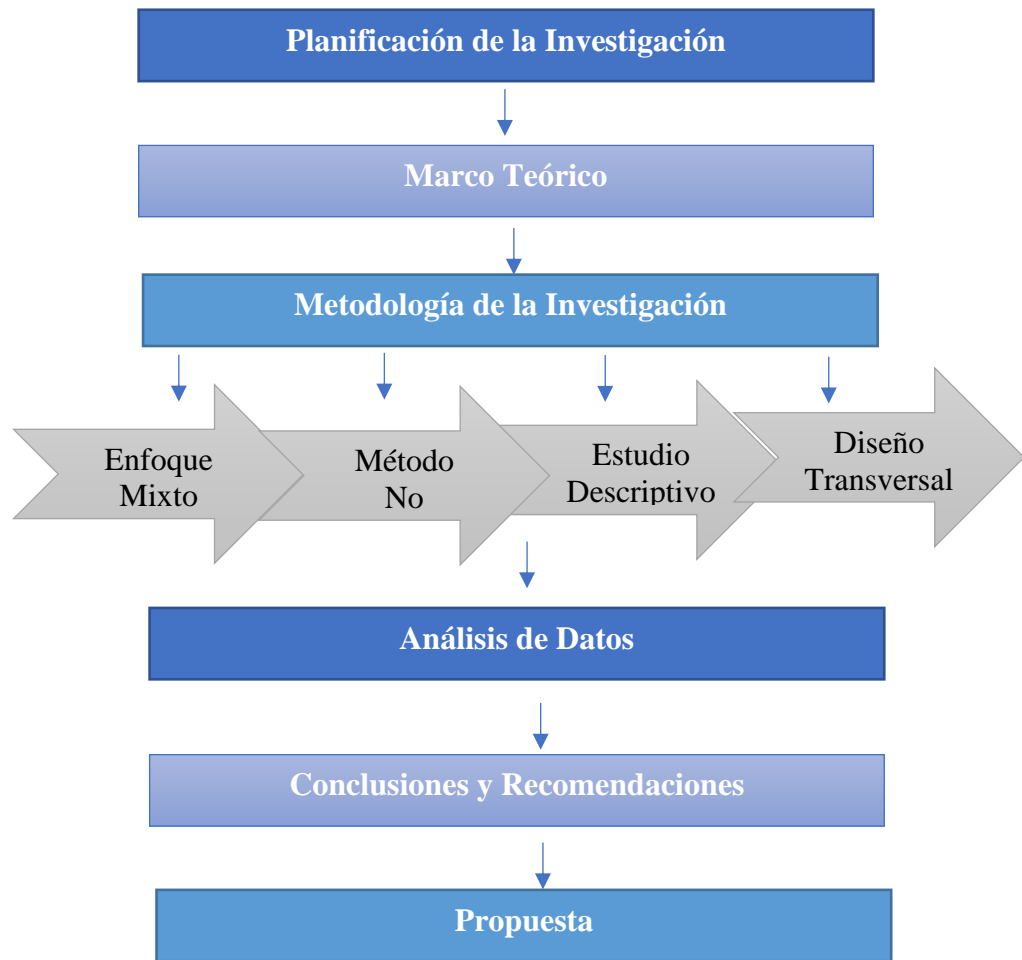 Planificación de la Investigación
Marco Teórico
Metodología de la Investigación
Enfoque
Mixto
Método
No
Estudio
Descriptivo
Diseño
Transversal
Análisis de Datos
Conclusiones y Recomendaciones
Propuesta